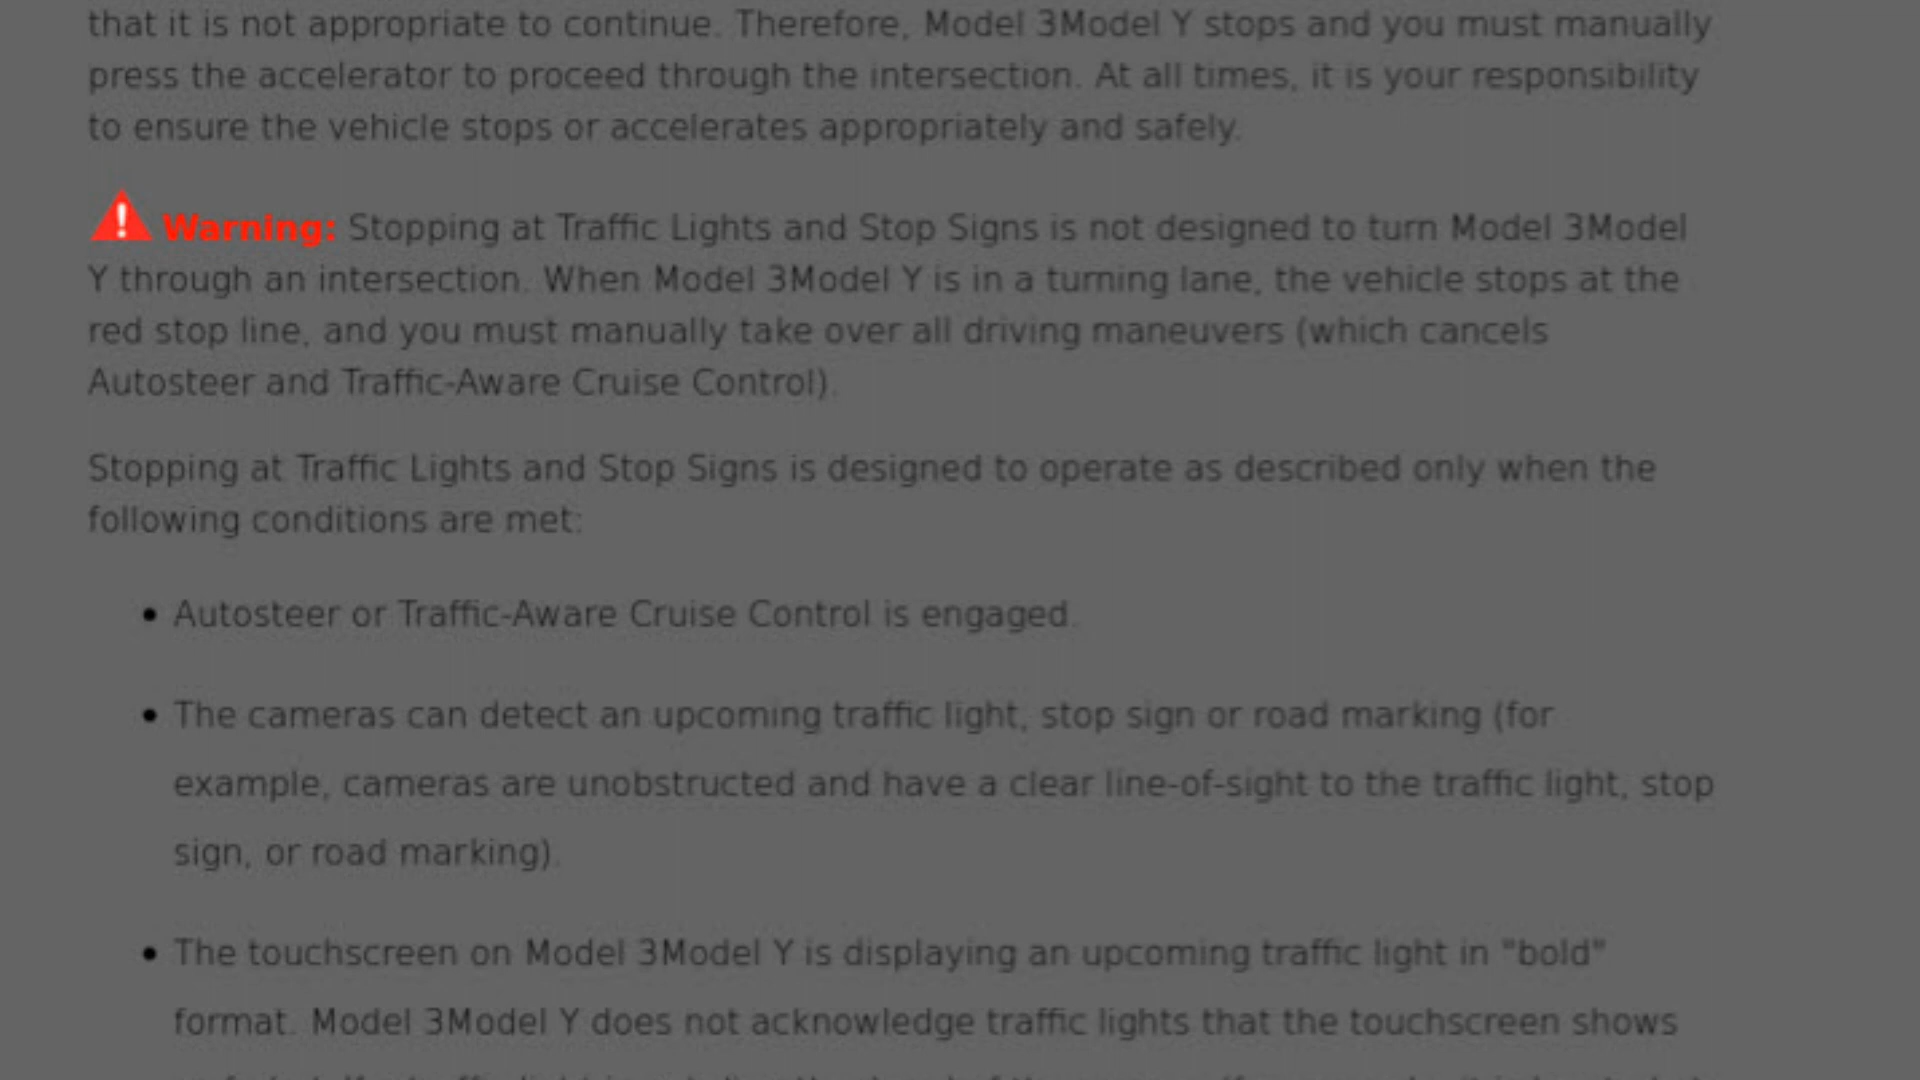 that it is not appropriate to continue. Therefore, Model 3Model Y stops and you must manually
press the accelerator to proceed through the intersection. At all times, it is your responsibility
to ensure the vehicle stops or accelerates appropriately and safely.
Warning: Stopping at Traffic Lights and Stop Signs is not designed to turn Model 3Model
Y through an intersection. When Model 3Model Y is in a turning lane, the vehicle stops at the
red stop line, and you must manually take over all driving maneuvers (which cancels
Autosteer and Traffic-Aware Cruise Control).
Stopping at Traffic Lights and Stop Signs is designed to operate as described only when the
following conditions are met:
• Autosteer or Traffic-Aware Cruise Control is engaged.
• The cameras can detect an upcoming traffic light, stop sign or road marking (for
example, cameras are unobstructed and have a clear line-of-sight to the traffic light, stop
sign, or road marking).
• The touchscreen on Model 3Model Y is displaying an upcoming traffic light in "bold"
format. Model 3Model Y does not acknowledge traffic lights that the touchscreen shows